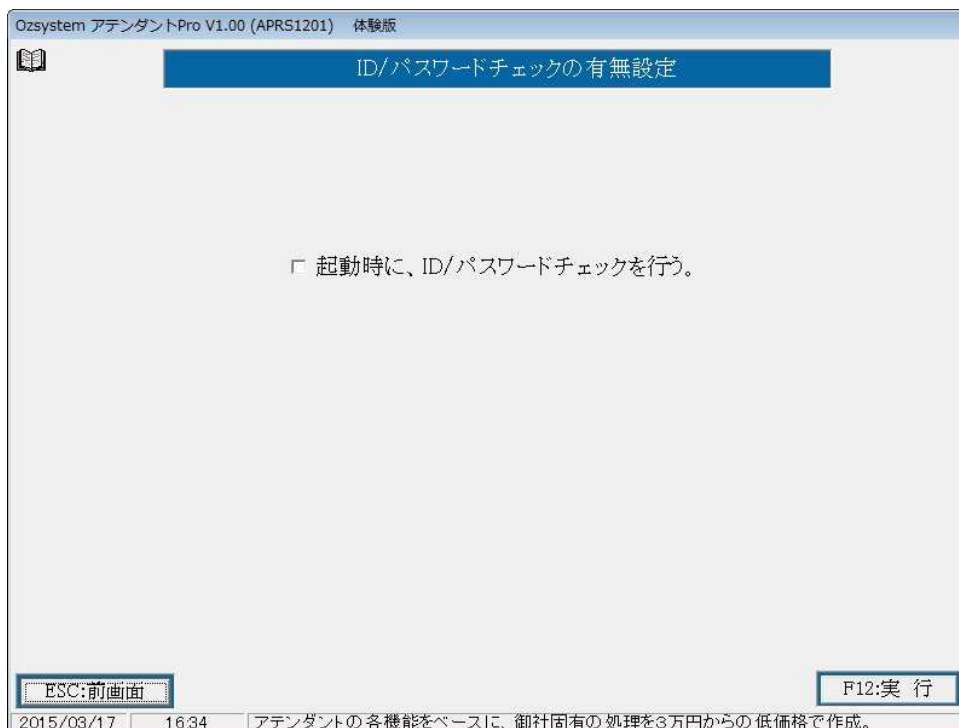 Ozsystem アテンダントPro V1.00 (APRS1201) 体験版
ID/パスワードチェックの有無設定
起動時に、ID/パスワードチェックを行う。
ESC:前画面
F12:実 行
2015/03/17 16:34 アテンダントの各機能をベースに、御社固有の処理を3万円からの低価格で作成。